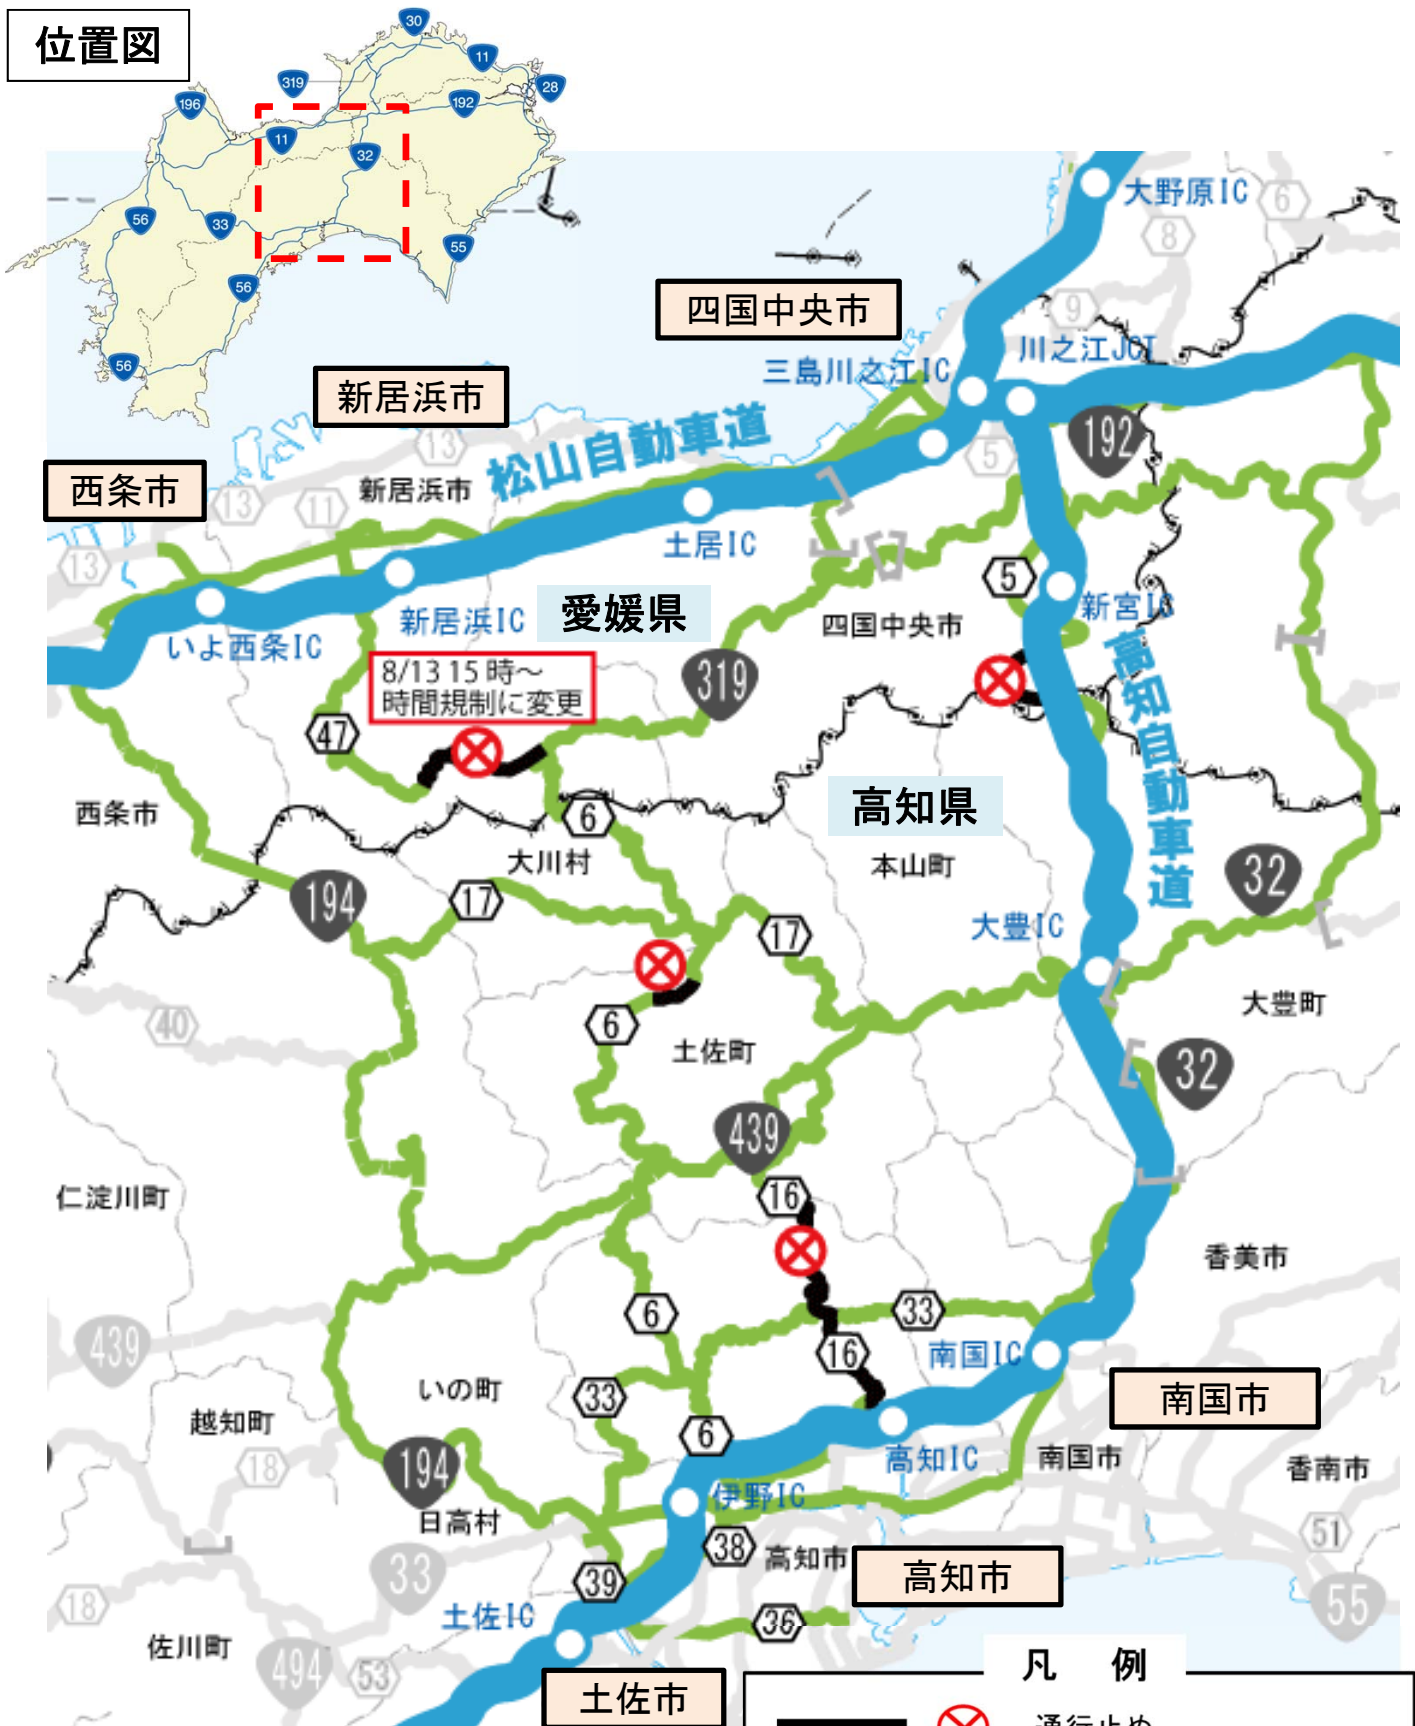 位置図
30
11
319
28
196
192
11
32
56
33
55
56
56
大野原IC
6
8
四国中央市
9
川之江JCT
三島川之江IC
新居浜市
松山自動車道
13
192
5
西条市
新居浜市
13
11
土居IC
13
5
新居浜IC
愛媛県
四国中央市
新宮IC
いよ西条IC
高知自動車道
8/13 15時～
時間規制に変更
319
47
西条市
高知県
6
大川村
本山町
32
17
194
大豊IC
17
大豊町
40
6
土佐町
32
439
仁淀川町
16
香美市
6
33
439
16
南国IC
いの町
33
南国市
越知町
6
194
18
高知IC
南国市
香南市
伊野IC
日高村
51
38
高知市
33
39
高知市
18
55
土佐IC
36
佐川町
494
53
凡 例
土佐市
通行止め